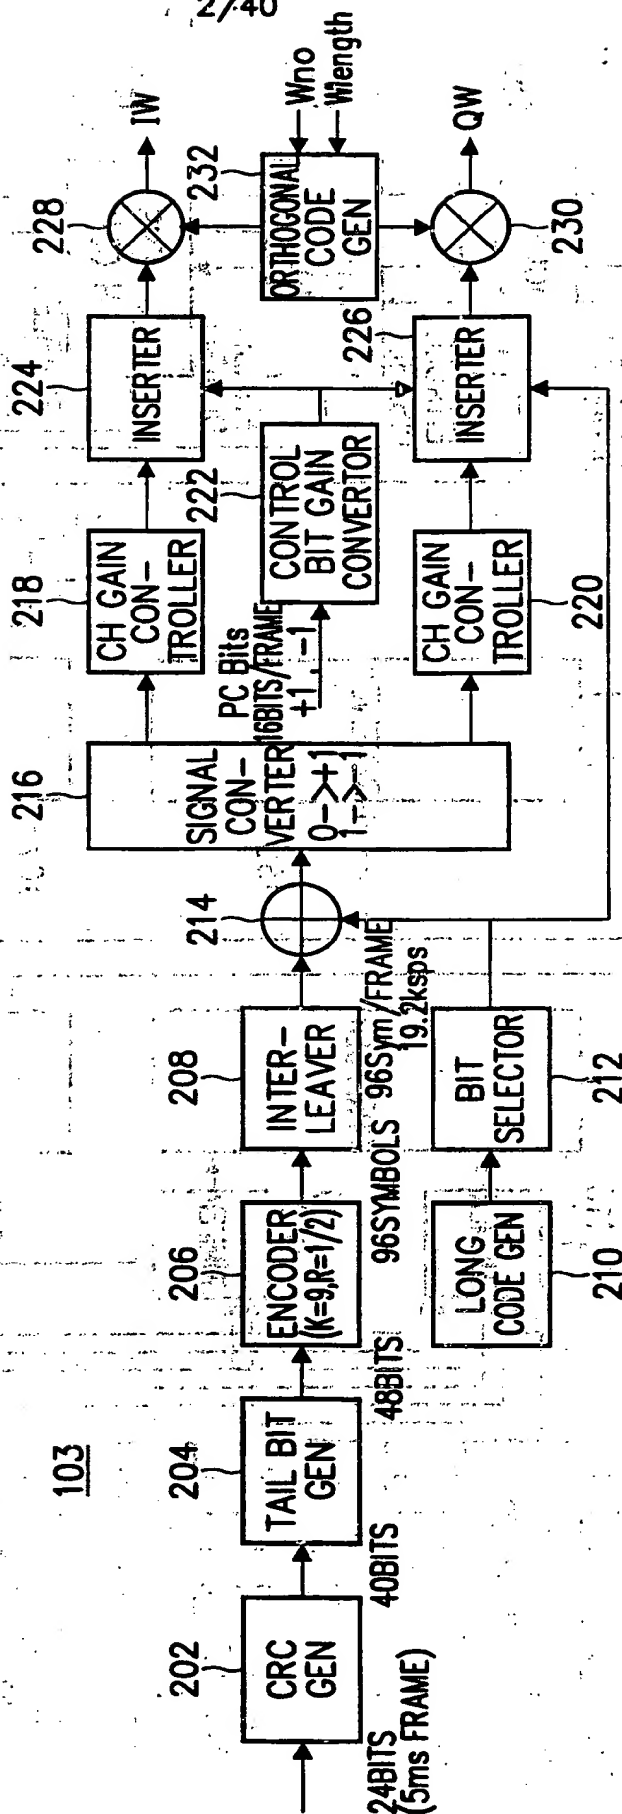 2/40
103
202
CRC
GEN
24BITS
(5ms FRAME)
40BITS
204
TAIL BIT
GEN
48BITS
206
ENCODER
(K=9,R=1/2)
96SYMBOLS
208
INTER-
LEAVER
96Sym/FRAME
19.2ksps
210
LONG
CODE GEN
212
BIT
SELECTOR
214
216
SIGNAL
CON-
VERTER
0->+1
1->-1
218
CH GAIN
CON-
TROLLER
PC Bits
16BITS/FRAME
+1 , -1
222
CONTROL
BIT GAIN
CONVERTOR
CH GAIN
CON-
TROLLER
220
224
INSERTER
226
INSERTER
228
IW
232
ORTHOGONAL
CODE
GEN
Wno
Wlength
QW
230